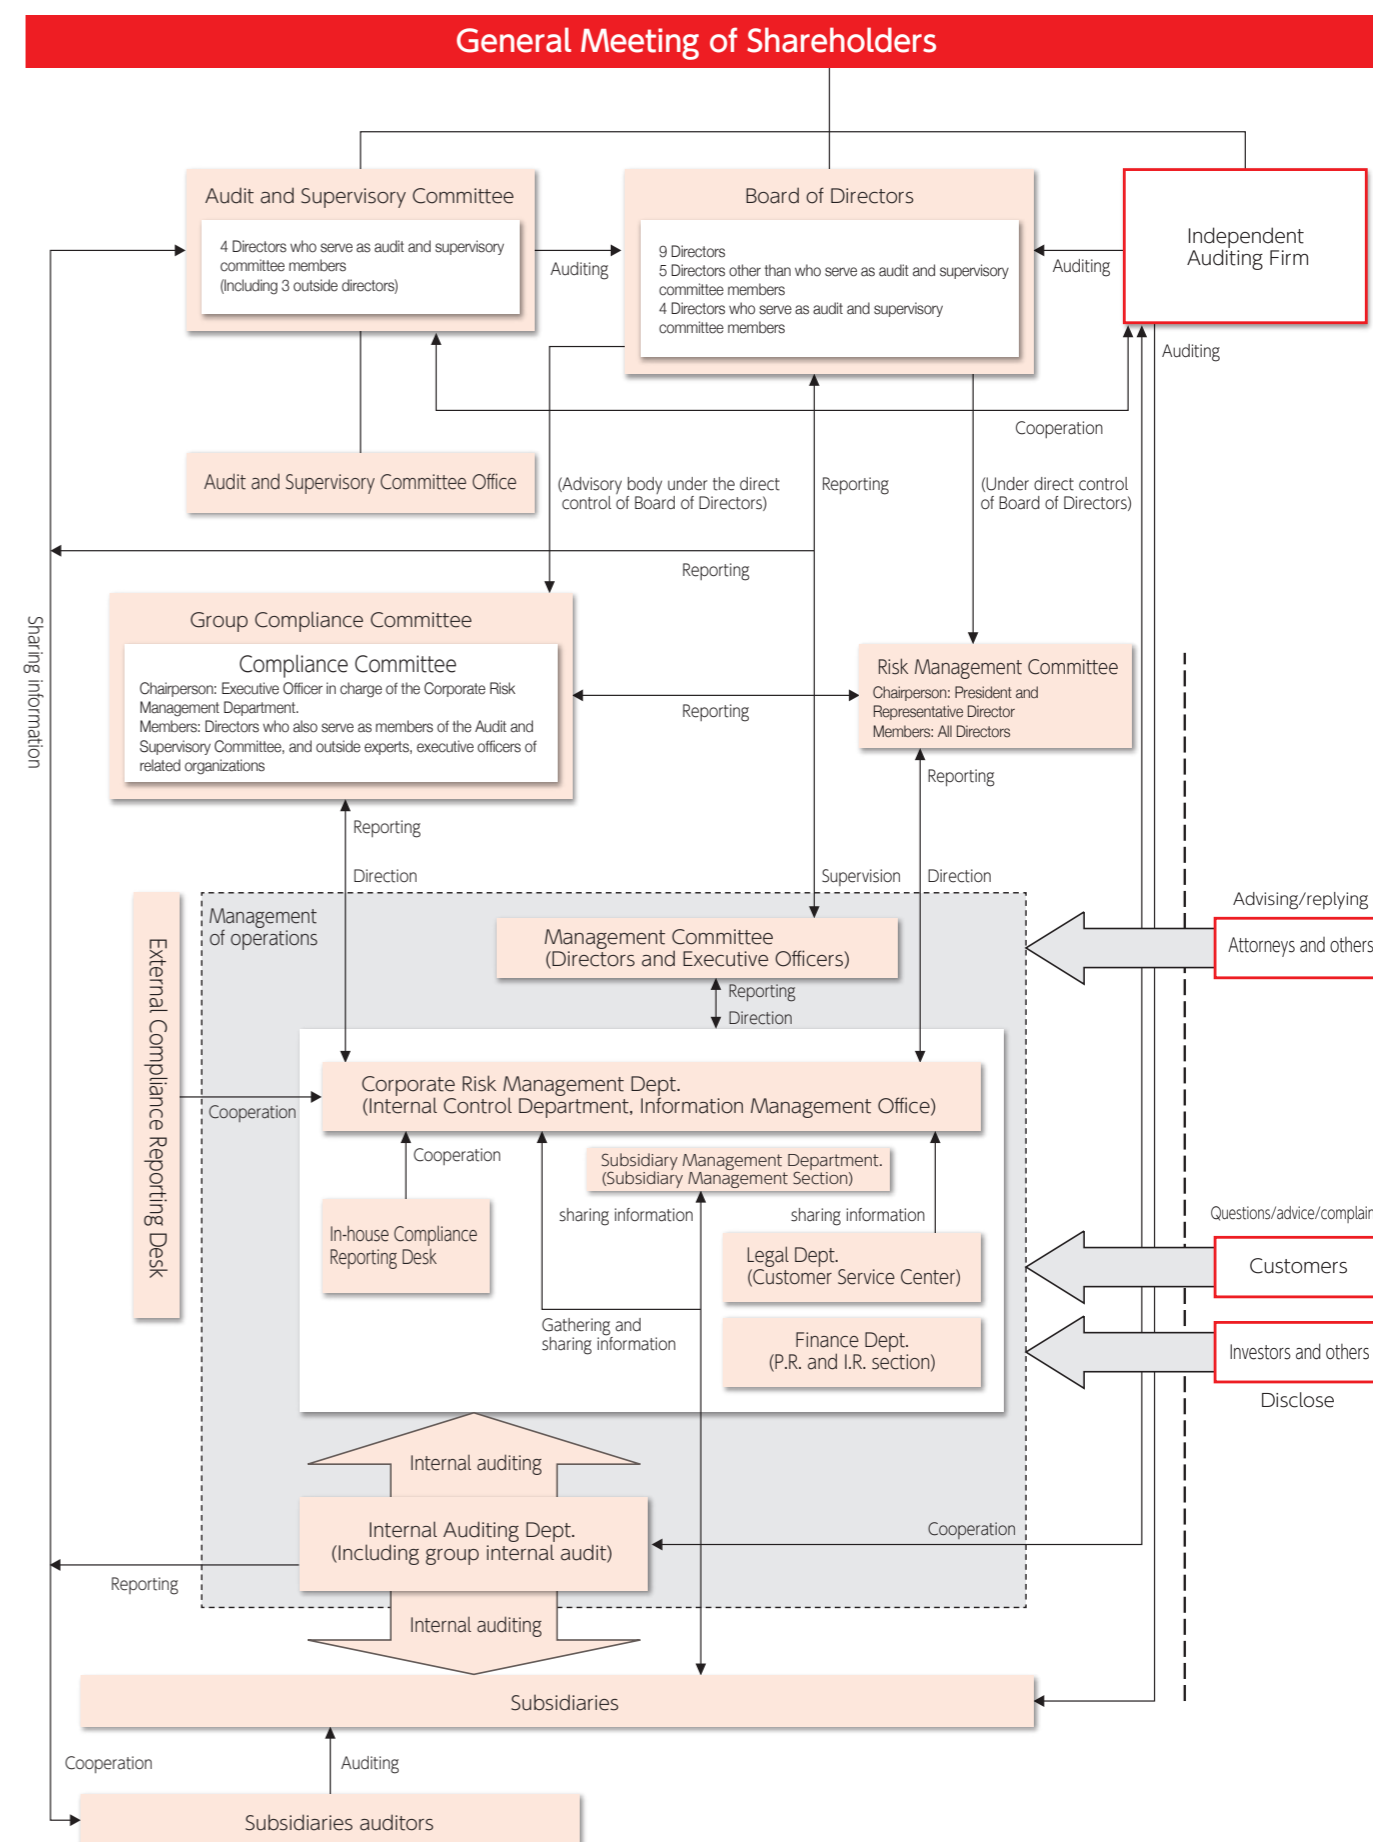 General Meeting of Shareholders
Audit and Supervisory Committee
4 Directors who serve as audit and supervisory
committee members
(Including 3 outside directors)
Auditing
Board of Directors
9 Directors
5 Directors other than who serve as audit and supervisory
committee members
4 Directors who serve as audit and supervisory
committee members
Auditing
Independent
Auditing Firm
Auditing
Cooperation
Audit and Supervisory Committee Office
(Advisory body under the direct
control of Board of Directors)
Reporting
(Under direct control
of Board of Directors)
Reporting
Sharing information
Group Compliance Committee
Compliance Committee
Chairperson: Executive Officer in charge of the Corporate Risk
Management Department.
Members: Directors who also serve as members of the Audit and
Supervisory Committee, and outside experts, executive officers of
related organizations
Reporting
Risk Management Committee
Chairperson: President and
Representative Director
Members: All Directors
Reporting
Reporting
Direction
Supervision
Direction
External Compliance Reporting Desk
Management
of operations
Management Committee
(Directors and Executive Officers)
Advising/replying
Attorneys and others
Reporting
Direction
Corporate Risk Management Dept.
(Internal Control Department, Information Management Office)
Cooperation
Cooperation
Subsidiary Management Department.
(Subsidiary Management Section)
sharing information
sharing information
In-house Compliance
Reporting Desk
Legal Dept.
(Customer Service Center)
Questions/advice/complain
Customers
Gathering and
sharing information
Finance Dept.
(P.R. and I.R. section)
Investors and others
Disclose
Internal auditing
Internal Auditing Dept.
(Including group internal audit)
Cooperation
Reporting
Internal auditing
Subsidiaries
Cooperation
Auditing
Subsidiaries auditors